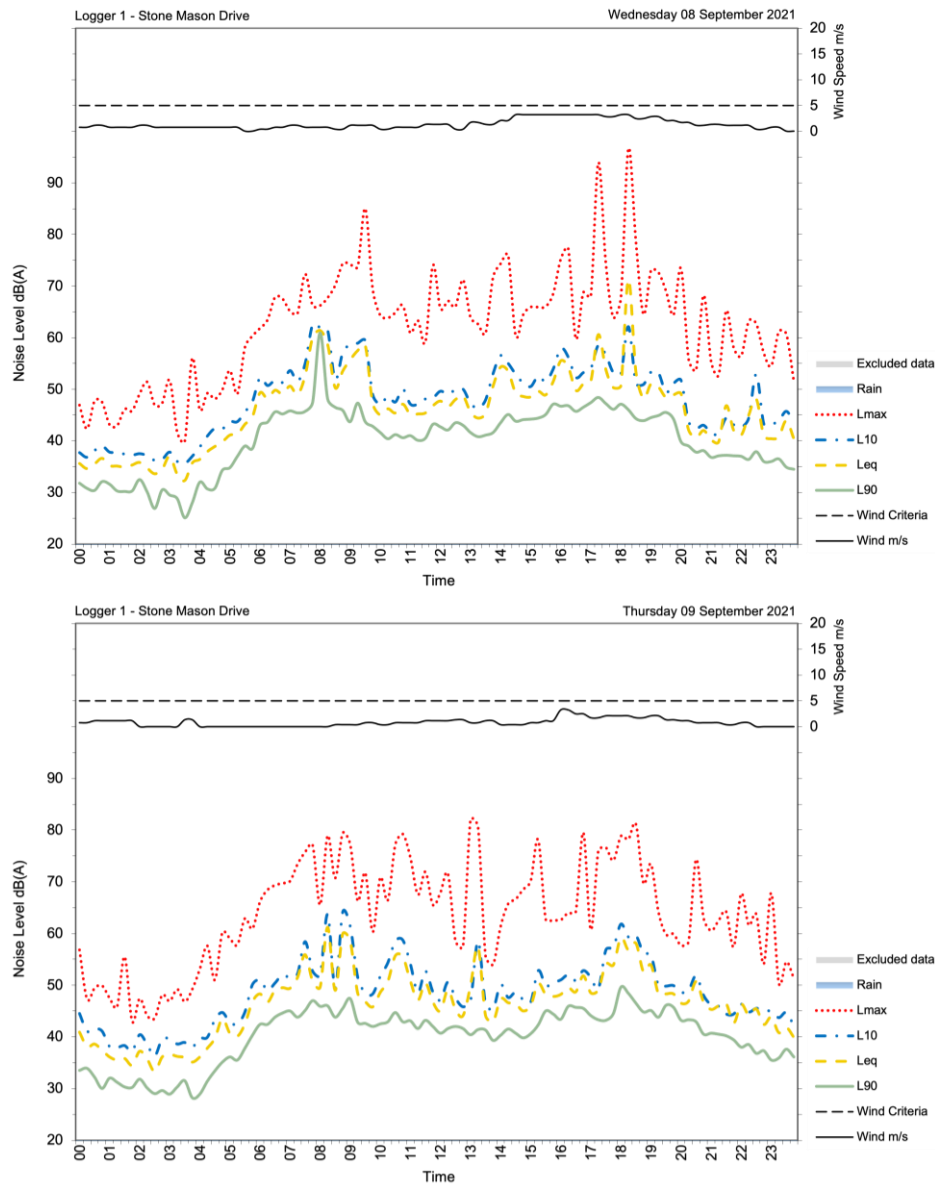 Logger 1 - Stone Mason Drive
Wednesday 08 September 2021
20
15
10
5
0
Wind Speed m/s
90
80
70
60
50
40
30
20
Noise Level dB(A)
Excluded data
Rain
Lmax
L10
Leq
L90
Wind Criteria
Wind m/s
00 01 02 03 04 05 06 07 08 09 10 11 12 13 14 15 16 17 18 19 20 21 22 23
Time
Logger 1 - Stone Mason Drive
Thursday 09 September 2021
20
15
10
5
0
Wind Speed m/s
90
80
70
60
50
40
30
20
Noise Level dB(A)
Excluded data
Rain
Lmax
L10
Leq
L90
Wind Criteria
Wind m/s
00 01 02 03 04 05 06 07 08 09 10 11 12 13 14 15 16 17 18 19 20 21 22 23
Time